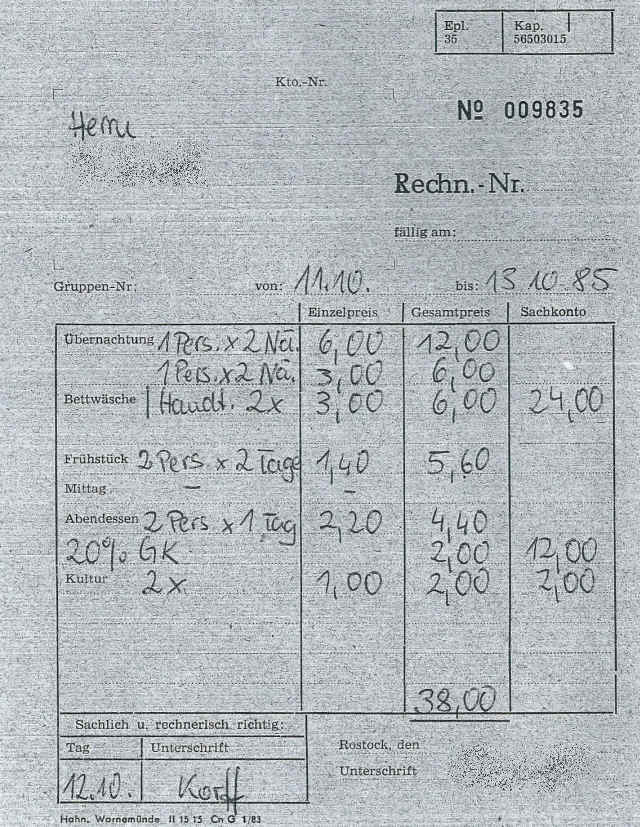 Epl. Kap.
35 56503015
Kto.-Nr.
Herrn
Nº 009835
Rechn.-Nr.
fällig am:
Gruppen-Nr: von: 11.10. bis: 13.10.85
Einzelpreis Gesamtpreis Sachkonto
Übernachtung 1 Pers. x 2 Nä. 6,00 12,00
1 Pers. x 2 Nä. 3,00 6,00
Bettwäsche | Handt. 2x 3,00 6,00 24,00
Frühstück 2 Pers x 2 Tage 1,40 5,60
Mittag – –
Abendessen 2 Pers x 1 Tag 2,20 4,40
20% GK 2,00 12,00
Kultur 2x 1,00 2,00 2,00
38,00
Sachlich u. rechnerisch richtig:
Tag Unterschrift
12.10. Korff
Rostock, den
Unterschrift
Hahn, Warnemünde II 15 15 Cn G 1/83